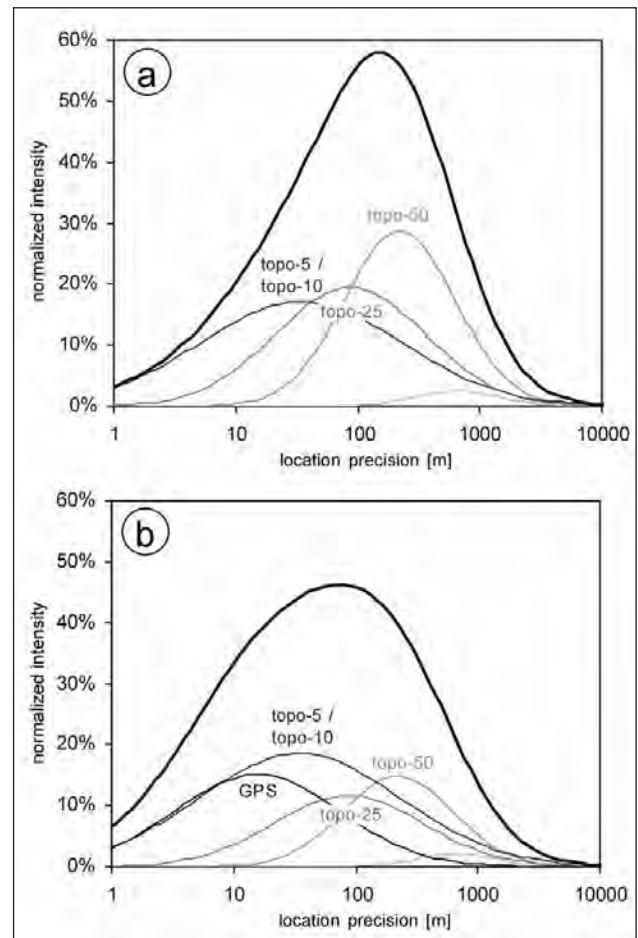 a
60%
50%
40%
30%
20%
10%
0%
normalized intensity
topo-50
topo-5 /
topo-10
topo-25
1 10 100 1000 10000
location precision [m]
b
60%
50%
40%
30%
20%
10%
0%
normalized intensity
topo-5 /
topo-10
topo-50
GPS
topo-25
1 10 100 1000 10000
location precision [m]